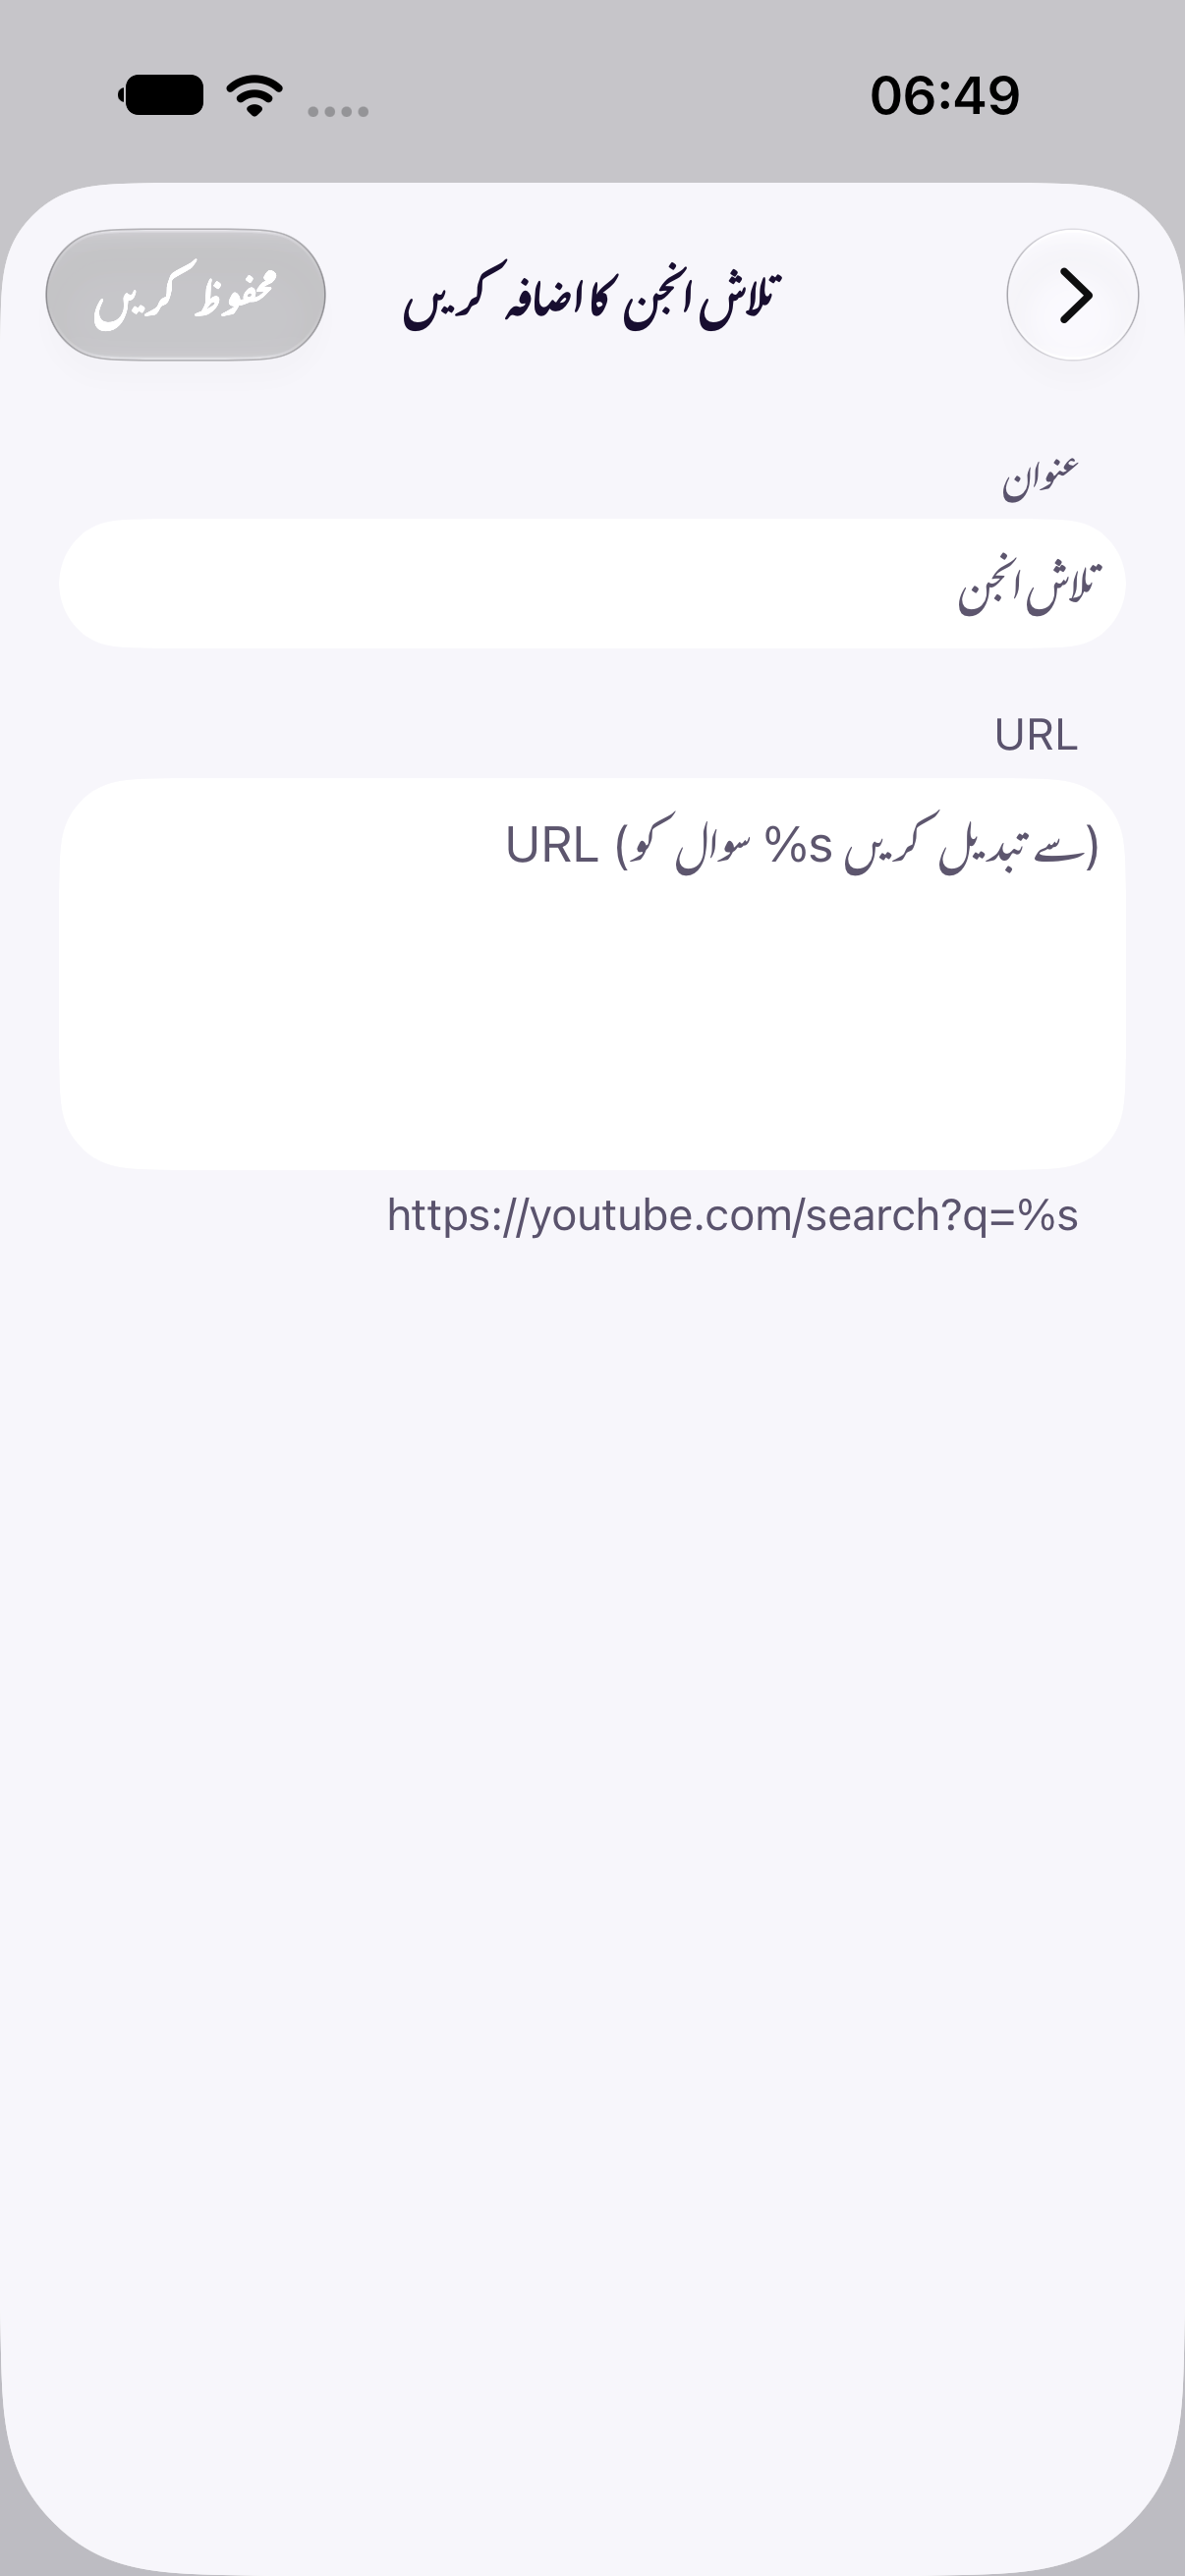 06:49
تلاش انجن کا اضافہ کریں
محفوظ کریں
عنوان
تلاش انجن
URL
URL (سوال کو %s سے تبدیل کریں)
https://youtube.com/search?q=%s